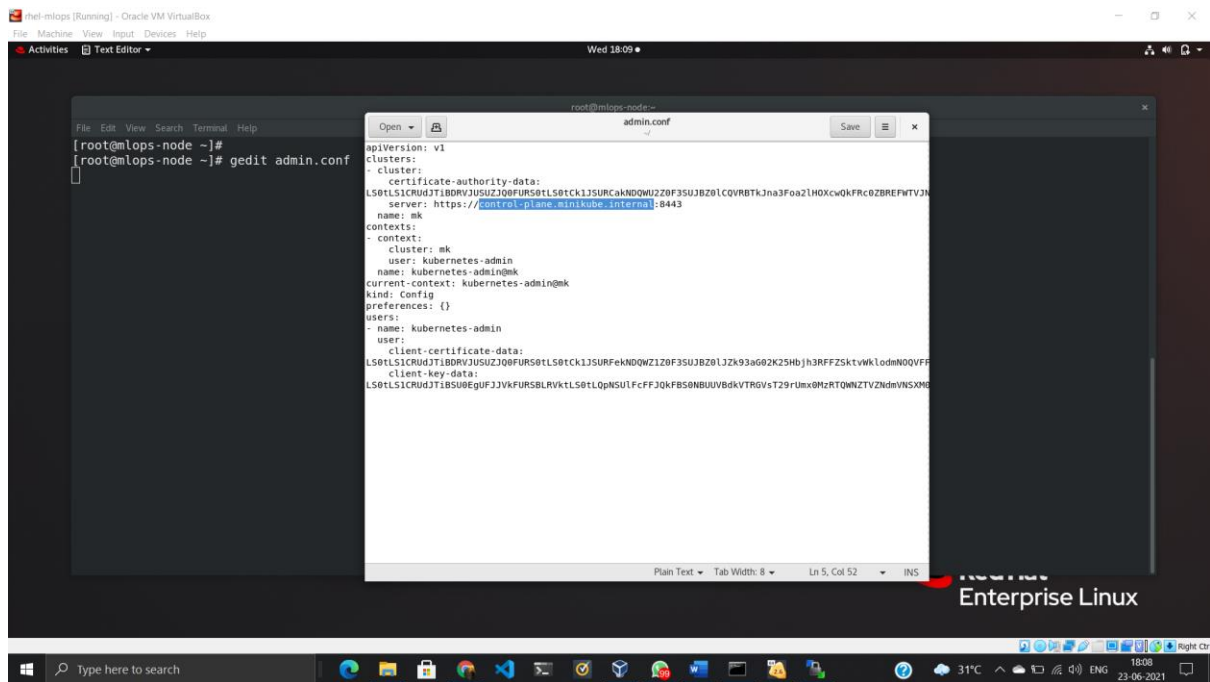 rhel-mlops [Running] - Oracle VM VirtualBox
File Machine View Input Devices Help
Activities Text Editor Wed 18:09
root@mlops-node:~
File Edit View Search Terminal Help
[root@mlops-node ~]#
[root@mlops-node ~]# gedit admin.conf
Open admin.conf Save
~/
apiVersion: v1
clusters:
- cluster:
certificate-authority-data:
server: https://control-plane.minikube.internal:8443
name: mk
contexts:
- context:
cluster: mk
user: kubernetes-admin
name: kubernetes-admin@mk
current-context: kubernetes-admin@mk
kind: Config
preferences: {}
users:
- name: kubernetes-admin
user:
client-certificate-data:
client-key-data:
Plain Text Tab Width: 8 Ln 5, Col 52 INS
Enterprise Linux
Right Ctr
Type here to search
99
31°C ENG
18:08
23-06-2021